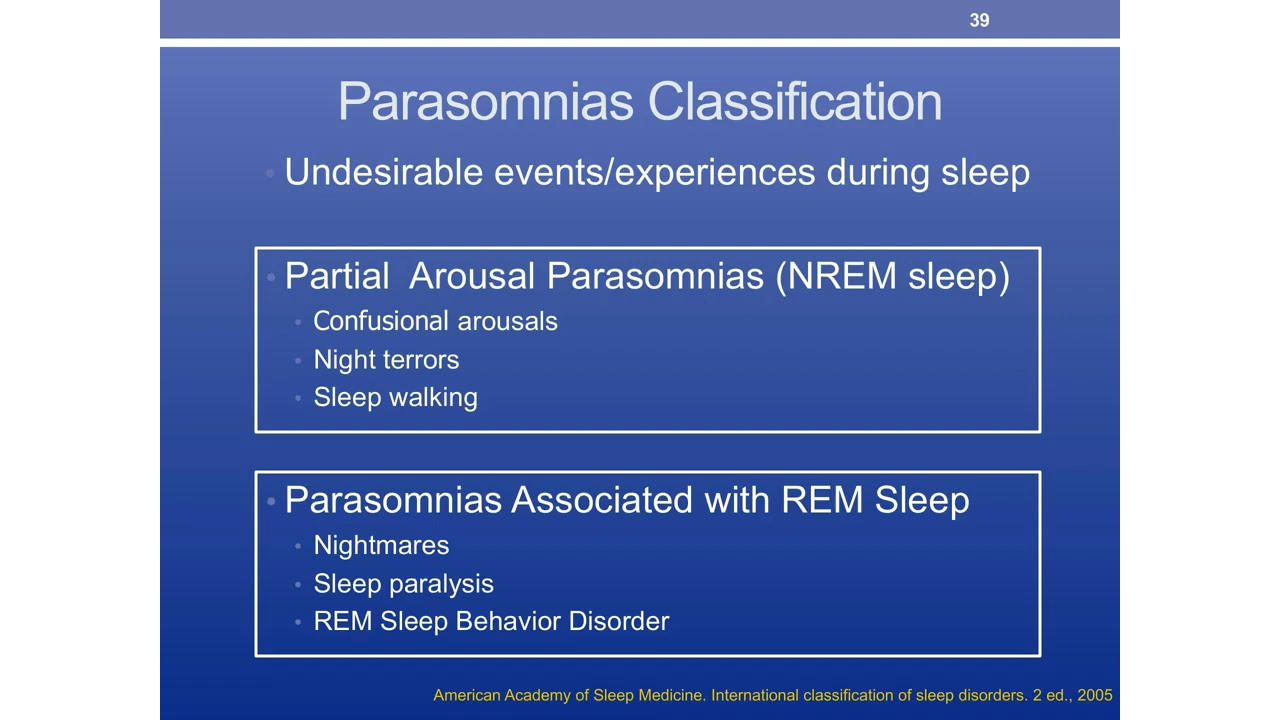 39
Parasomnias Classification
• Undesirable events/experiences during sleep
• Partial Arousal Parasomnias (NREM sleep)
• Confusional arousals
• Night terrors
• Sleep walking
• Parasomnias Associated with REM Sleep
• Nightmares
• Sleep paralysis
• REM Sleep Behavior Disorder
American Academy of Sleep Medicine. International classification of sleep disorders. 2 ed., 2005